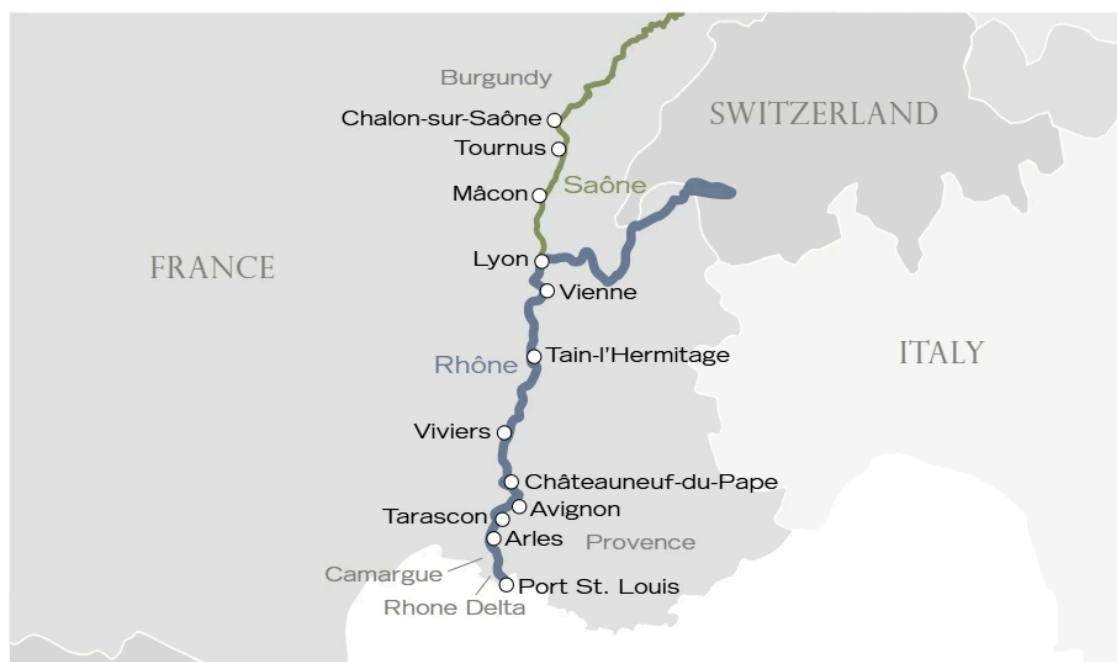 Burgundy
SWITZERLAND
Chalon-sur-Saône
Tournus
Saône
Mâcon
Lyon
FRANCE
Vienne
ITALY
Tain-l'Hermitage
Rhône
Viviers
Châteauneuf-du-Pape
Avignon
Tarascon
Arles
Provence
Camargue
Port St. Louis
Rhone Delta